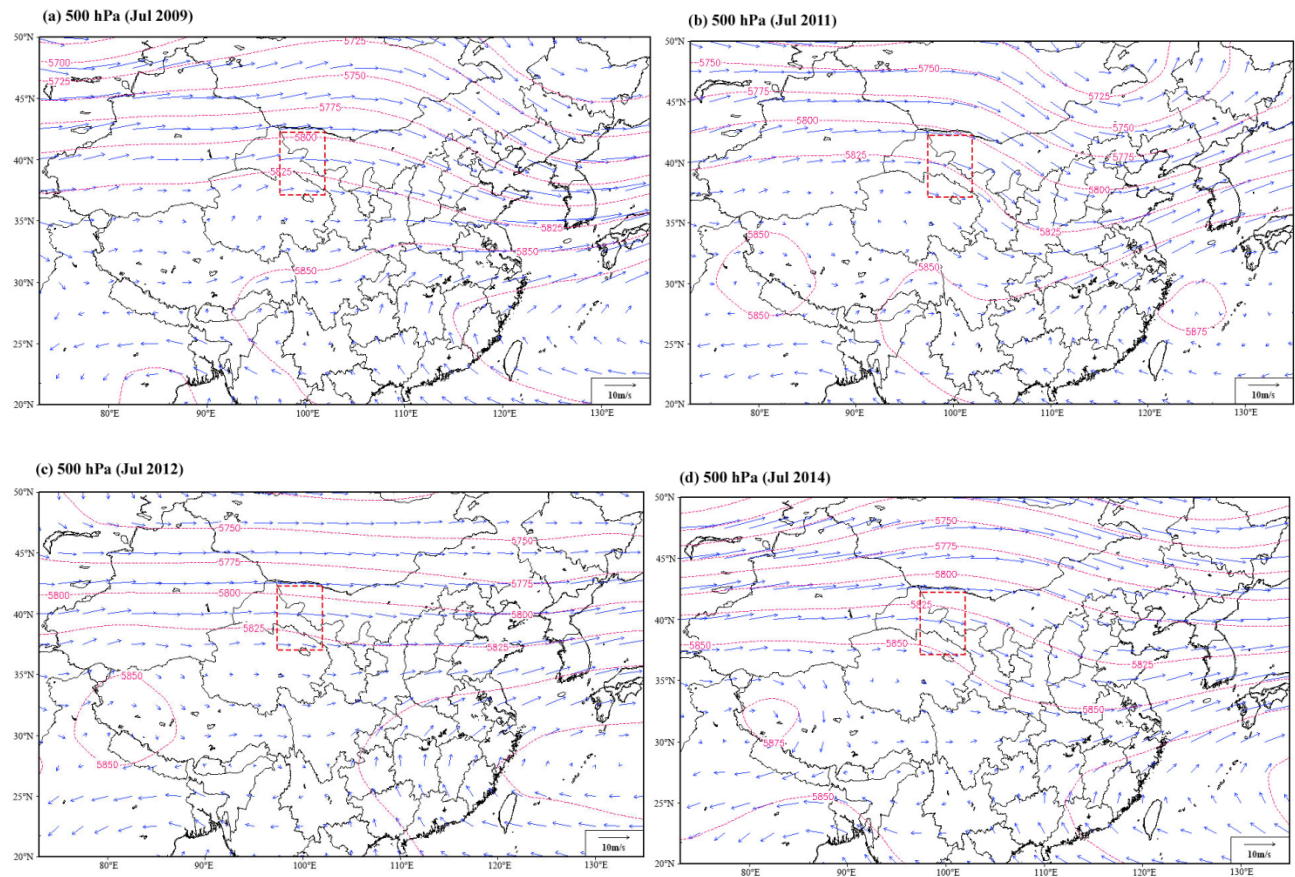 (a) 500 hPa (Jul 2009)
50°N
45°N
40°N
35°N
30°N
25°N
20°N
80°E
90°E
100°E
110°E
120°E
130°E
5700
5725
5725
5750
5775
5800
5825
5825
5850
5850
10m/s
(b) 500 hPa (Jul 2011)
50°N
45°N
40°N
35°N
30°N
25°N
20°N
80°E
90°E
100°E
110°E
120°E
130°E
5750
5750
5725
5775
5750
5800
5775
5825
5800
5825
5850
5850
5850
5875
10m/s
(c) 500 hPa (Jul 2012)
50°N
45°N
40°N
35°N
30°N
25°N
20°N
80°E
90°E
100°E
110°E
120°E
130°E
5750
5750
5775
5775
5800
5800
5800
5825
5825
5850
5850
10m/s
(d) 500 hPa (Jul 2014)
50°N
45°N
40°N
35°N
30°N
25°N
20°N
80°E
90°E
100°E
110°E
120°E
130°E
5750
5775
5800
5825
5825
5850
5850
5850
5875
5850
10m/s